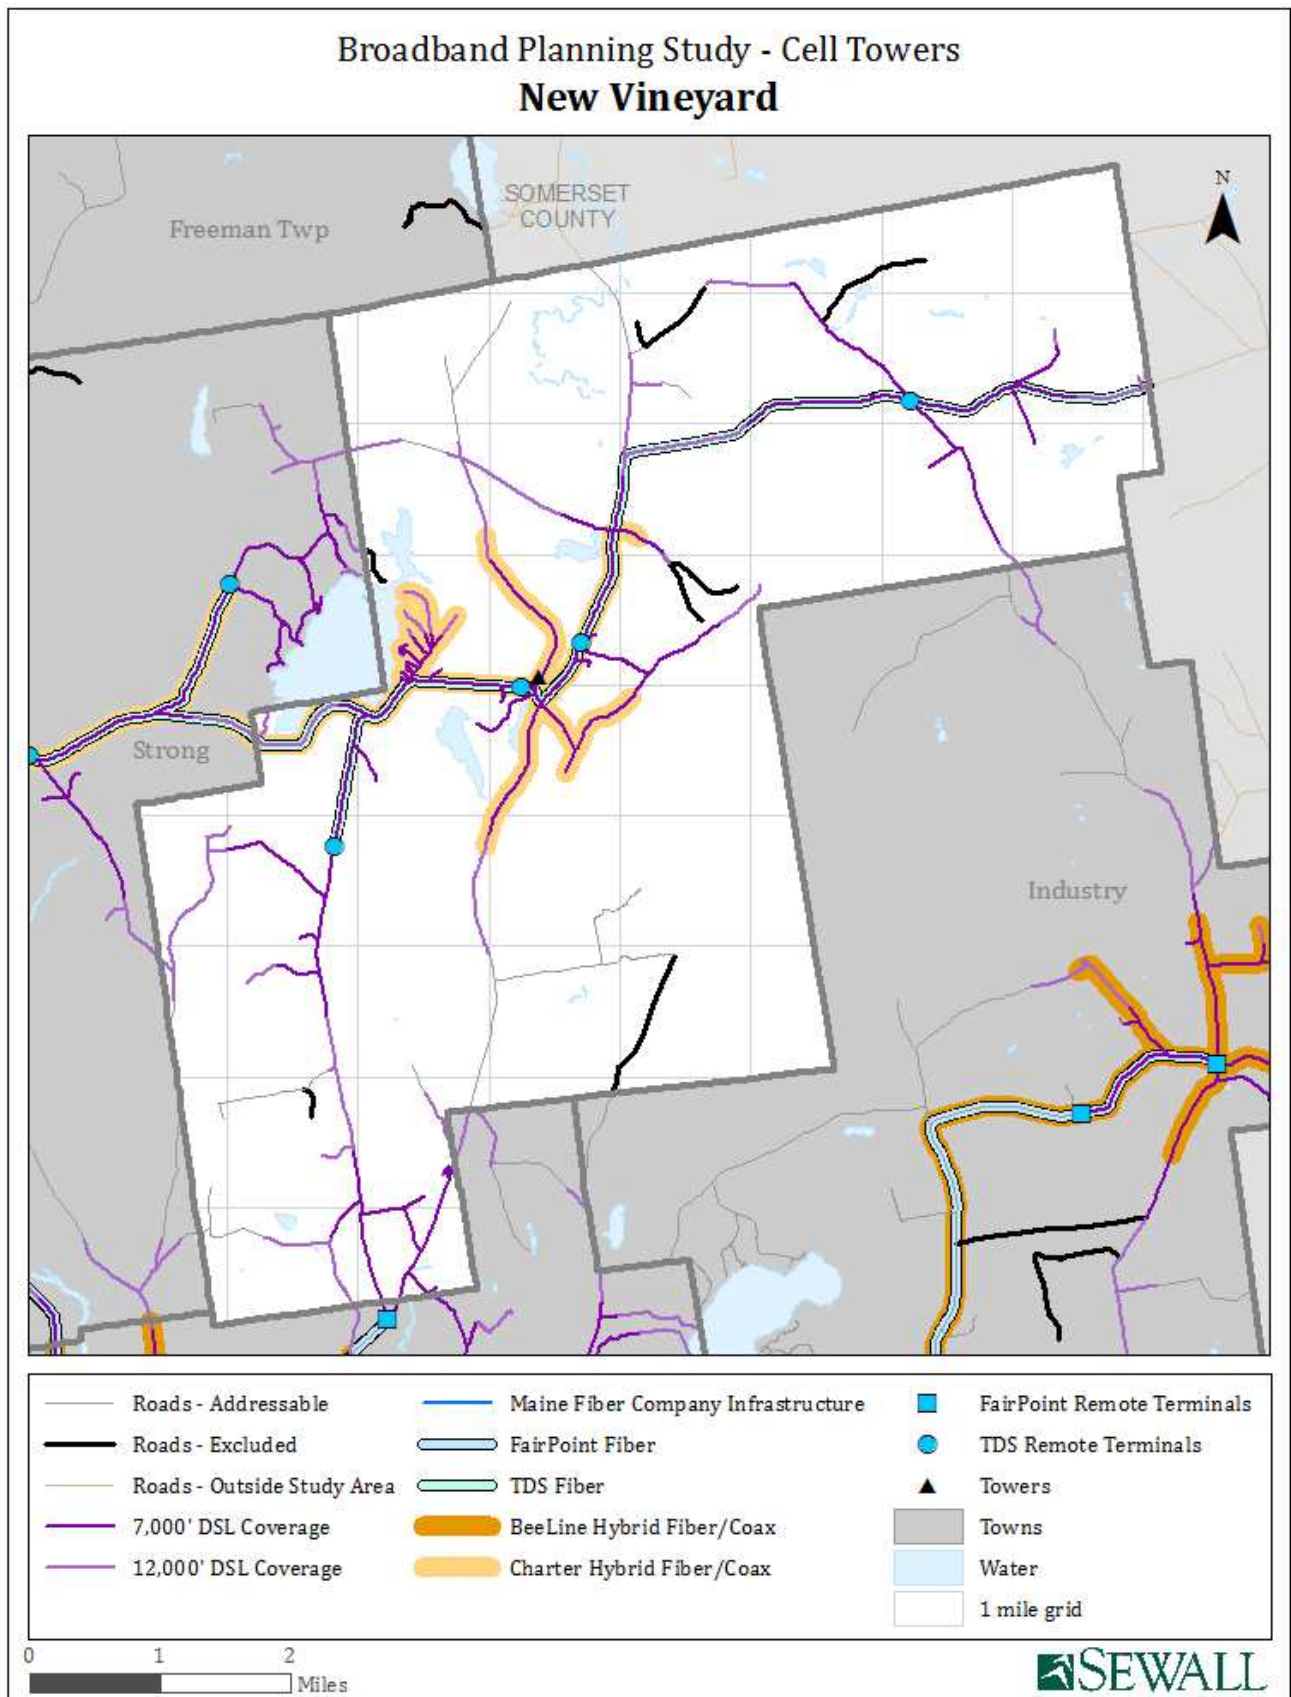 Broadband Planning Study - Cell Towers
New Vineyard
SOMERSET
COUNTY
N
Freeman Twp
Strong
Industry
Roads - Addressable
Roads - Excluded
Roads - Outside Study Area
7,000' DSL Coverage
12,000' DSL Coverage
Maine Fiber Company Infrastructure
FairPoint Fiber
TDS Fiber
BeeLine Hybrid Fiber/Coax
Charter Hybrid Fiber/Coax
FairPoint Remote Terminals
TDS Remote Terminals
Towers
Towns
Water
1 mile grid
0 1 2
Miles
SEWALL